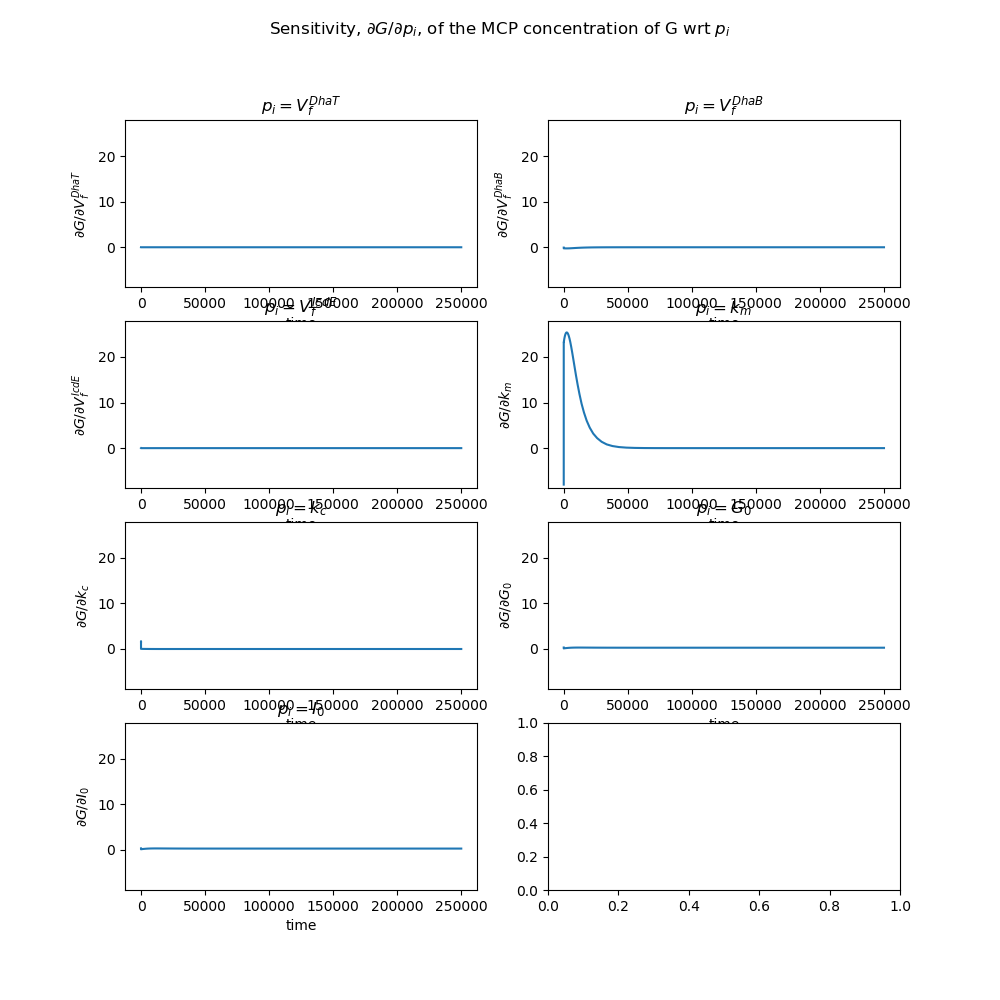 Sensitivity, ∂G/∂p_i, of the MCP concentration of G wrt p_i
p_i = V_f^{DhaT}
∂G/∂V_f^{DhaT}
20
10
0
0 50000 100000 150000 200000 250000
time
p_i = V_f^{DhaB}
∂G/∂V_f^{DhaB}
20
10
0
0 50000 100000 150000 200000 250000
time
p_i = V_f^{IcdE}
∂G/∂V_f^{IcdE}
20
10
0
0 50000 100000 150000 200000 250000
time
p_i = k_m
∂G/∂k_m
20
10
0
0 50000 100000 150000 200000 250000
time
p_i = k_c
∂G/∂k_c
20
10
0
0 50000 100000 150000 200000 250000
time
p_i = G_0
∂G/∂G_0
20
10
0
0 50000 100000 150000 200000 250000
time
p_i = I_0
∂G/∂I_0
20
10
0
0 50000 100000 150000 200000 250000
time
1.0
0.8
0.6
0.4
0.2
0.0
0.0 0.2 0.4 0.6 0.8 1.0